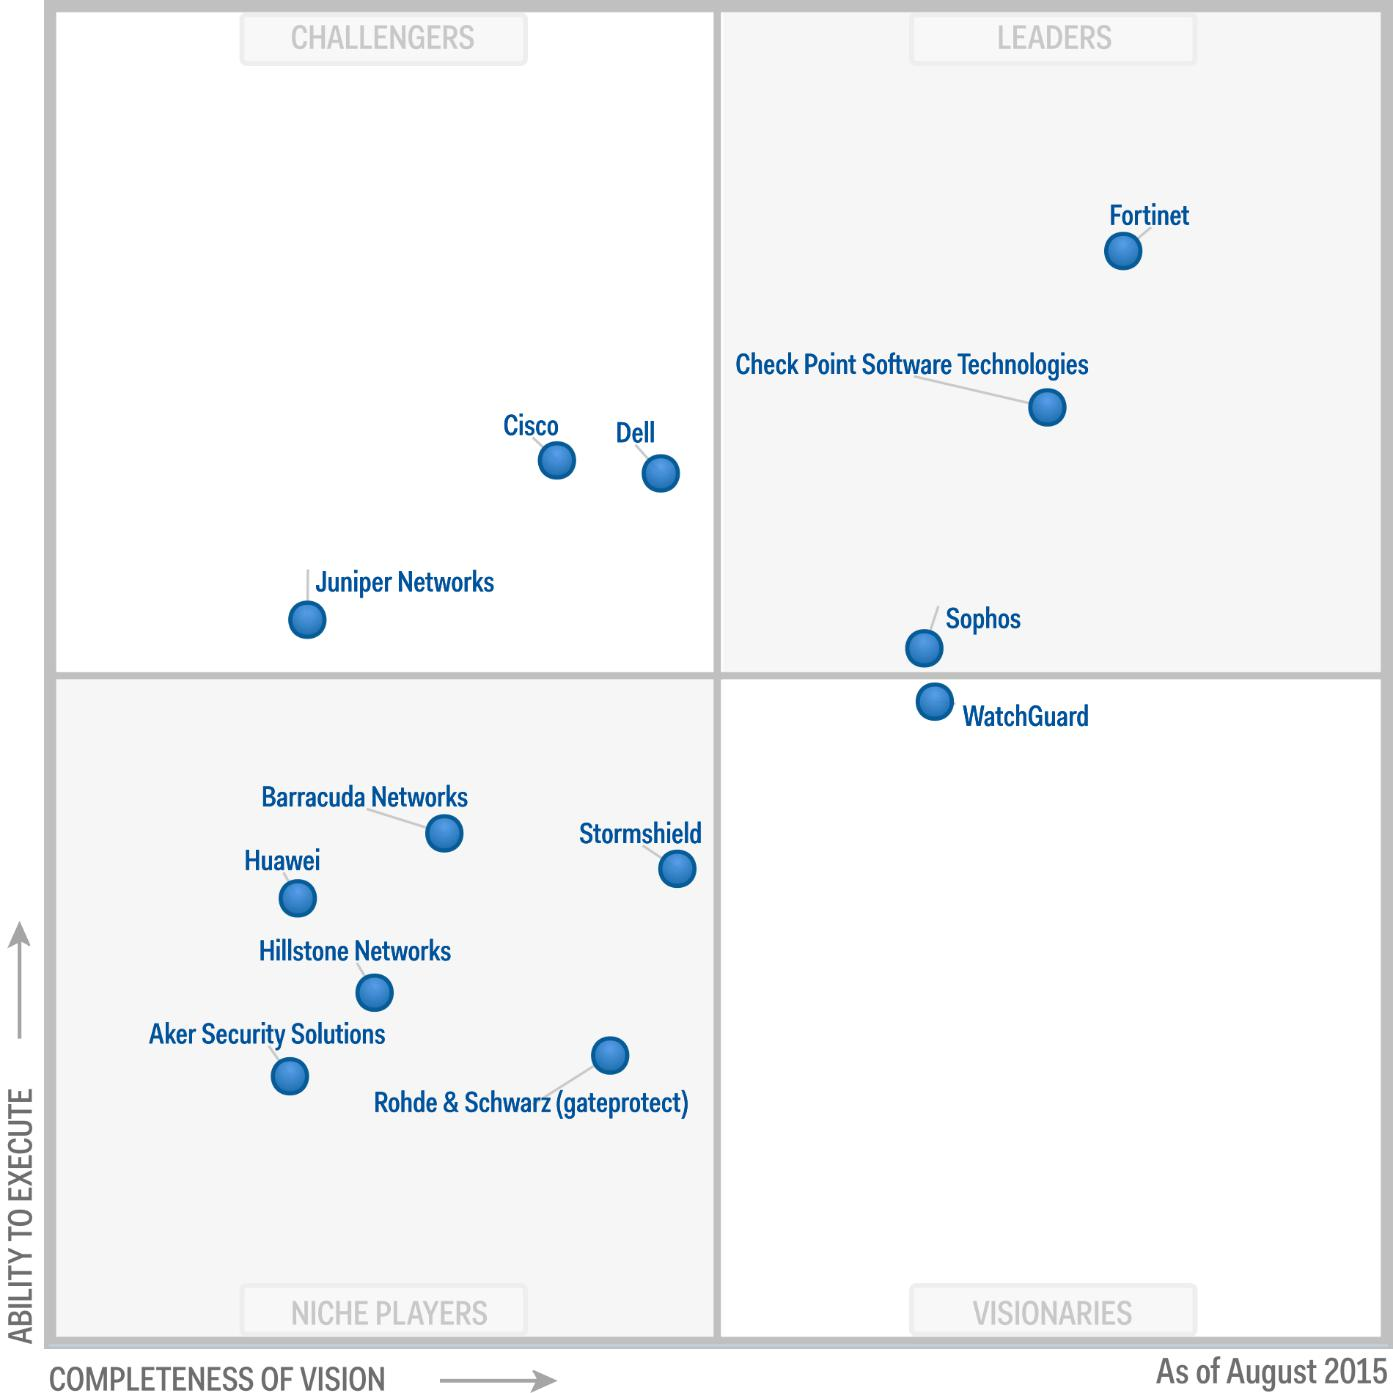 CHALLENGERS
LEADERS
Fortinet
Check Point Software Technologies
Cisco
Dell
Juniper Networks
Sophos
WatchGuard
Barracuda Networks
Stormshield
Huawei
Hillstone Networks
Aker Security Solutions
Rohde & Schwarz (gateprotect)
NICHE PLAYERS
VISIONARIES
ABILITY TO EXECUTE
COMPLETENESS OF VISION
As of August 2015